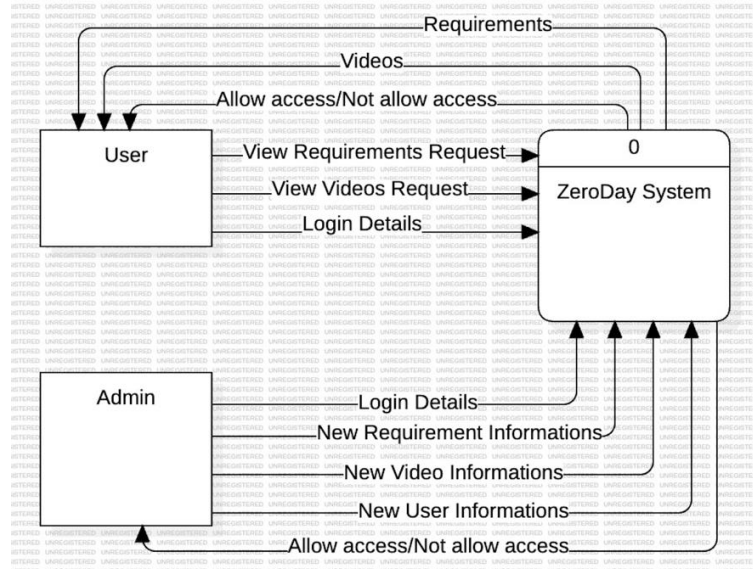 Requirements
Videos
Allow access/Not allow access
User
0
View Requirements Request
ZeroDay System
View Videos Request
Login Details
Admin
Login Details
New Requirement Informations
New Video Informations
New User Informations
Allow access/Not allow access
UNREGISTERED